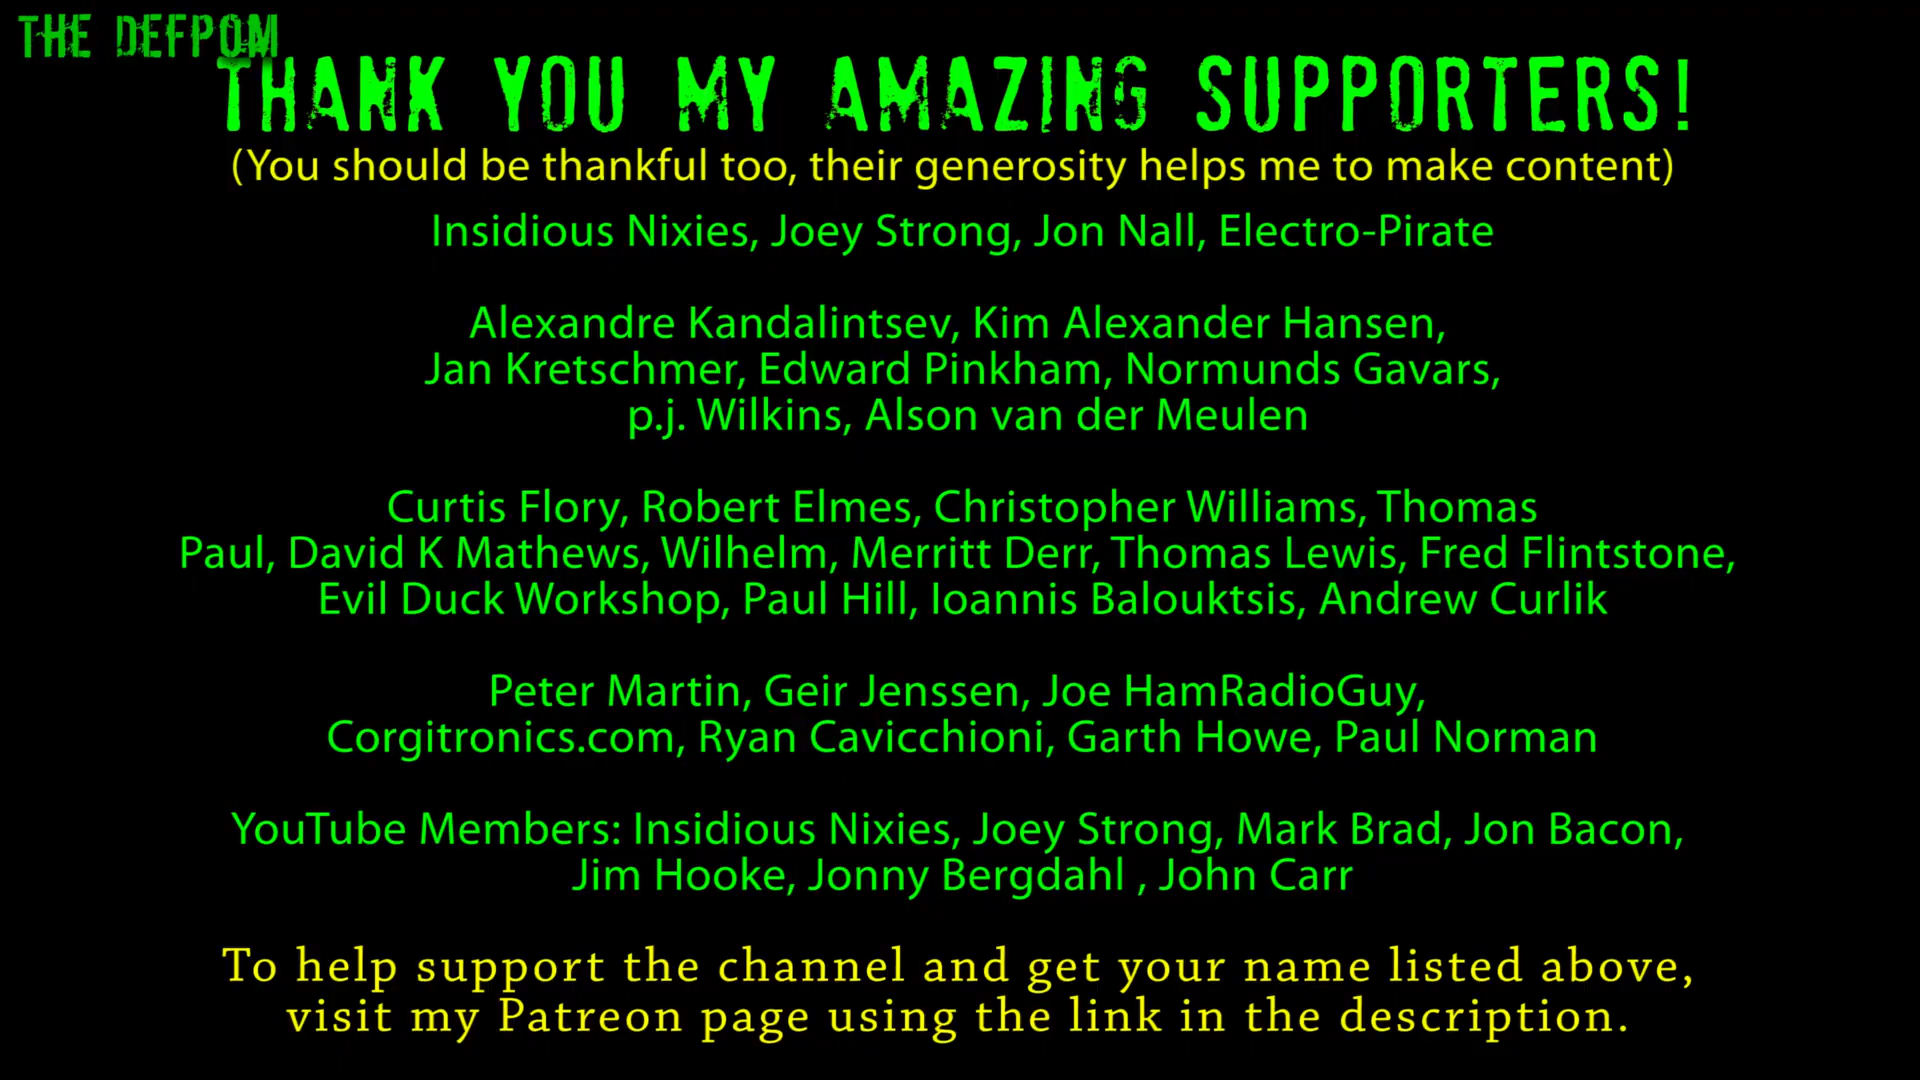 THE DEFPOM
THANK YOU MY AMAZING SUPPORTERS!
(You should be thankful too, their generosity helps me to make content)
Insidious Nixies, Joey Strong, Jon Nall, Electro-Pirate
Alexandre Kandalintsev, Kim Alexander Hansen,
Jan Kretschmer, Edward Pinkham, Normunds Gavars,
p.j. Wilkins, Alson van der Meulen
Curtis Flory, Robert Elmes, Christopher Williams, Thomas
Paul, David K Mathews, Wilhelm, Merritt Derr, Thomas Lewis, Fred Flintstone,
Evil Duck Workshop, Paul Hill, Ioannis Balouktsis, Andrew Curlik
Peter Martin, Geir Jenssen, Joe HamRadioGuy,
Corgitronics.com, Ryan Cavicchioni, Garth Howe, Paul Norman
YouTube Members: Insidious Nixies, Joey Strong, Mark Brad, Jon Bacon,
Jim Hooke, Jonny Bergdahl , John Carr
To help support the channel and get your name listed above,
visit my Patreon page using the link in the description.